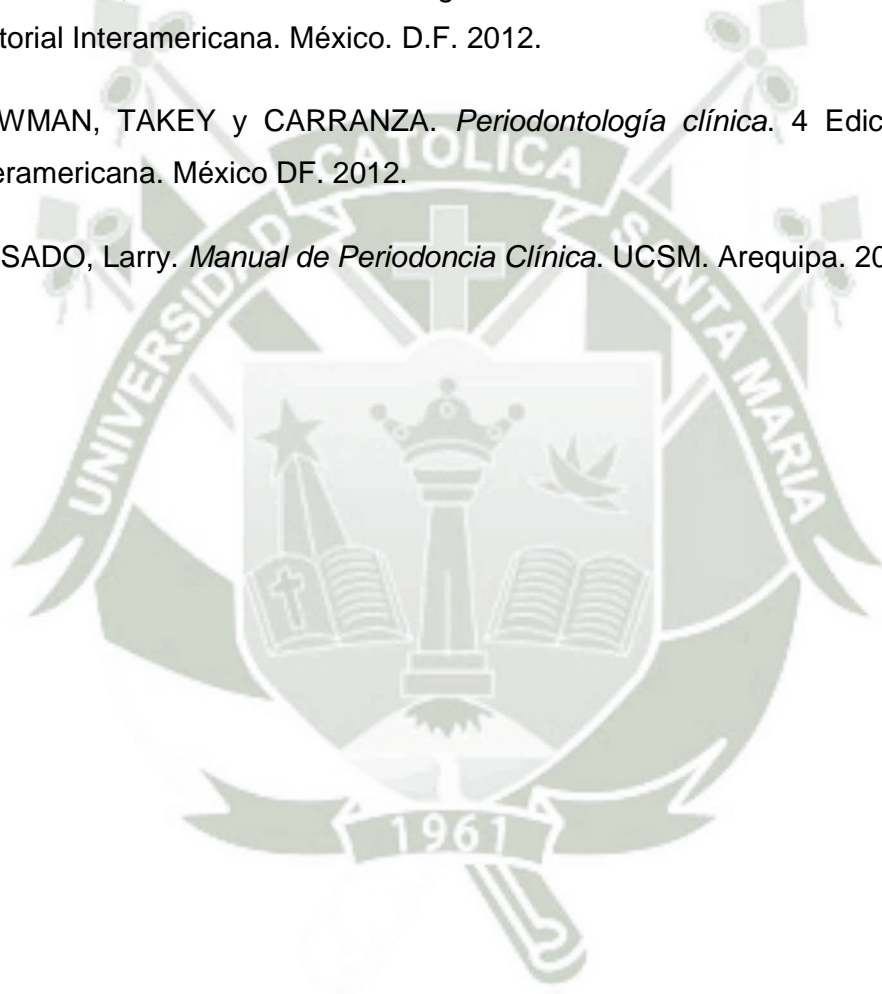 torial Interamericana. México. D.F. 2012.
WMAN, TAKEY y CARRANZA. Periodontología clínica. 4 Edic
eramericana. México DF. 2012.
SADO, Larry. Manual de Periodoncia Clínica. UCSM. Arequipa. 20
UNIVERSIDAD CATOLICA SANTA MARIA
1961